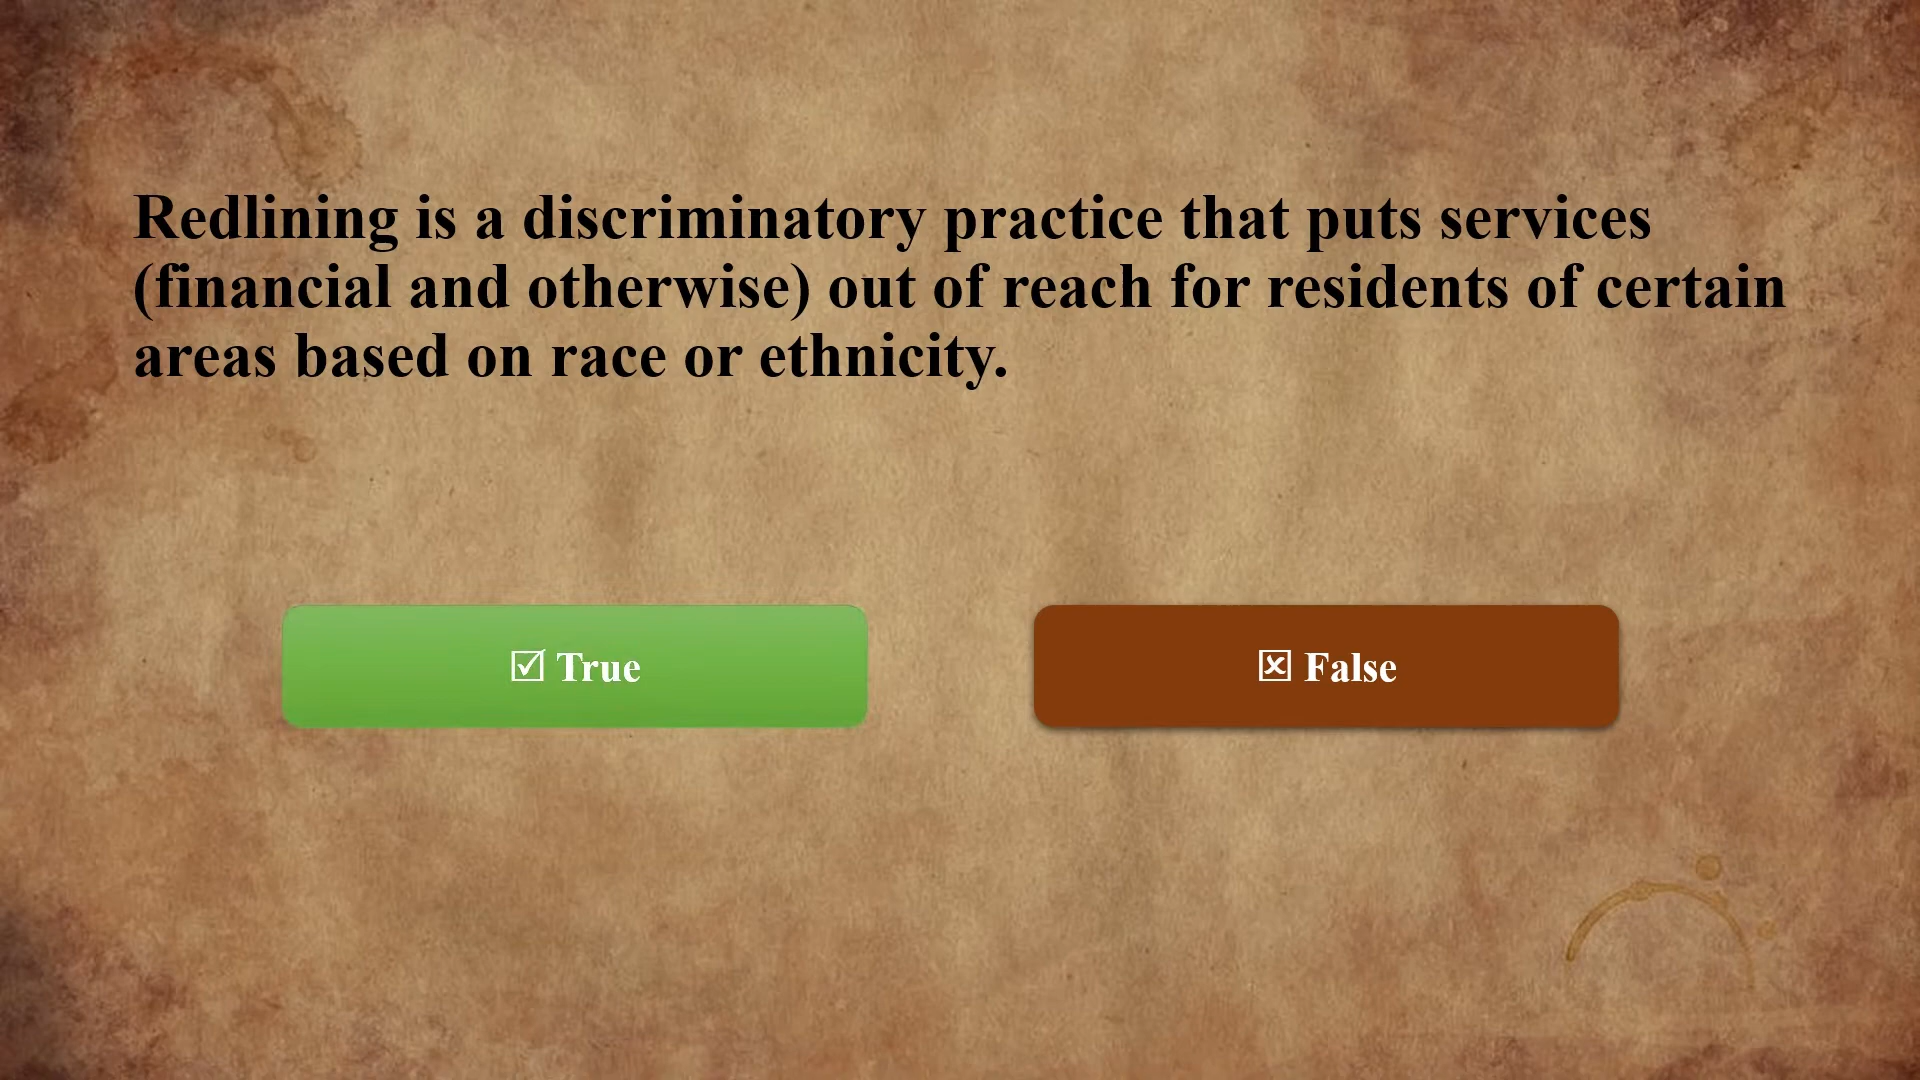 Redlining is a discriminatory practice that puts services
(financial and otherwise) out of reach for residents of certain
areas based on race or ethnicity.
☑ True
☒ False